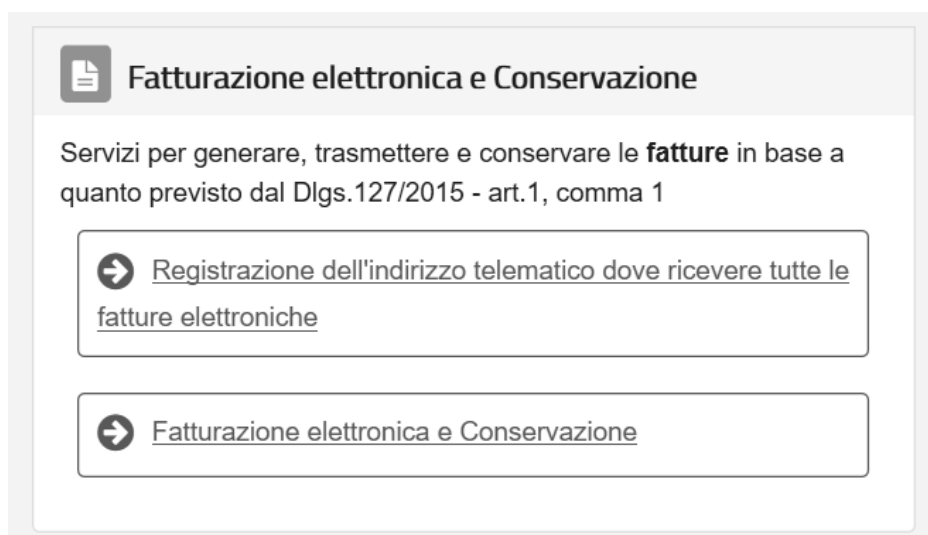 Fatturazione elettronica e Conservazione
Servizi per generare, trasmettere e conservare le fatture in base a
quanto previsto dal Dlgs.127/2015 - art.1, comma 1
Registrazione dell'indirizzo telematico dove ricevere tutte le
fatture elettroniche
Fatturazione elettronica e Conservazione